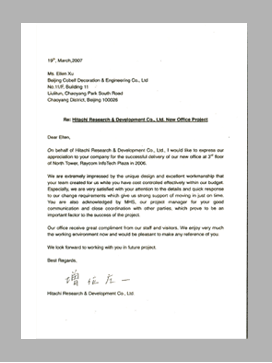 19th, March,2007
Ms. Ellen Xu
Beijing Cobell Decoration & Engineering Co., Ltd
No.11/F, Building 11
Liulitun, Chaoyang Park South Road
Chaoyang District, Beijing 100026
Re: Hitachi Research & Development Co., Ltd. New Office Project
Dear Ellen,
On behalf of Hitachi Research & Development Co., Ltd., I would like to express our
appreciation to your company for the successful delivery of our new office at 3rd floor
of North Tower, Raycom InfoTech Plaza in 2006.
We are extremely impressed by the unique design and excellent workmanship that
your team created for us while you have cost controlled effectively within our budget.
Especially, we are very satisfied with your attention to the details and quick response
to our change requirements which give us strong support of moving in just on time.
You are also acknowledged by MHS, our project manager for your good
communication and close coordination with other parties, which prove to be an
important factor to the success of the project.
Our office receive great compliment from our staff and visitors. We enjoy very much
the working environment now and would be pleasant to make any reference of you.
We look forward to working with you in future project.
Best Regards,
Hitachi Research & Development Co., Ltd